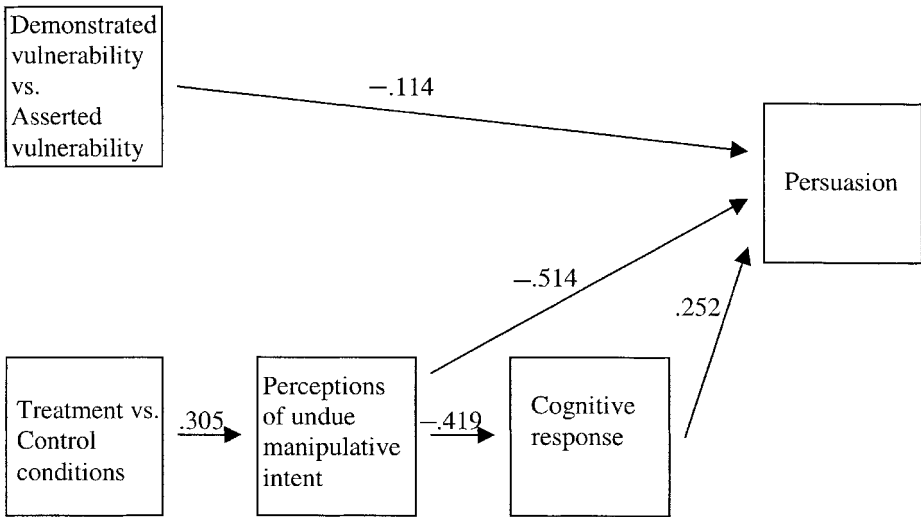 Demonstrated
vulnerability
vs.
Asserted
vulnerability
−.114
Persuasion
−.514
.252
Treatment vs.
Control
conditions
.305
Perceptions
of undue
manipulative
intent
−.419
Cognitive
response